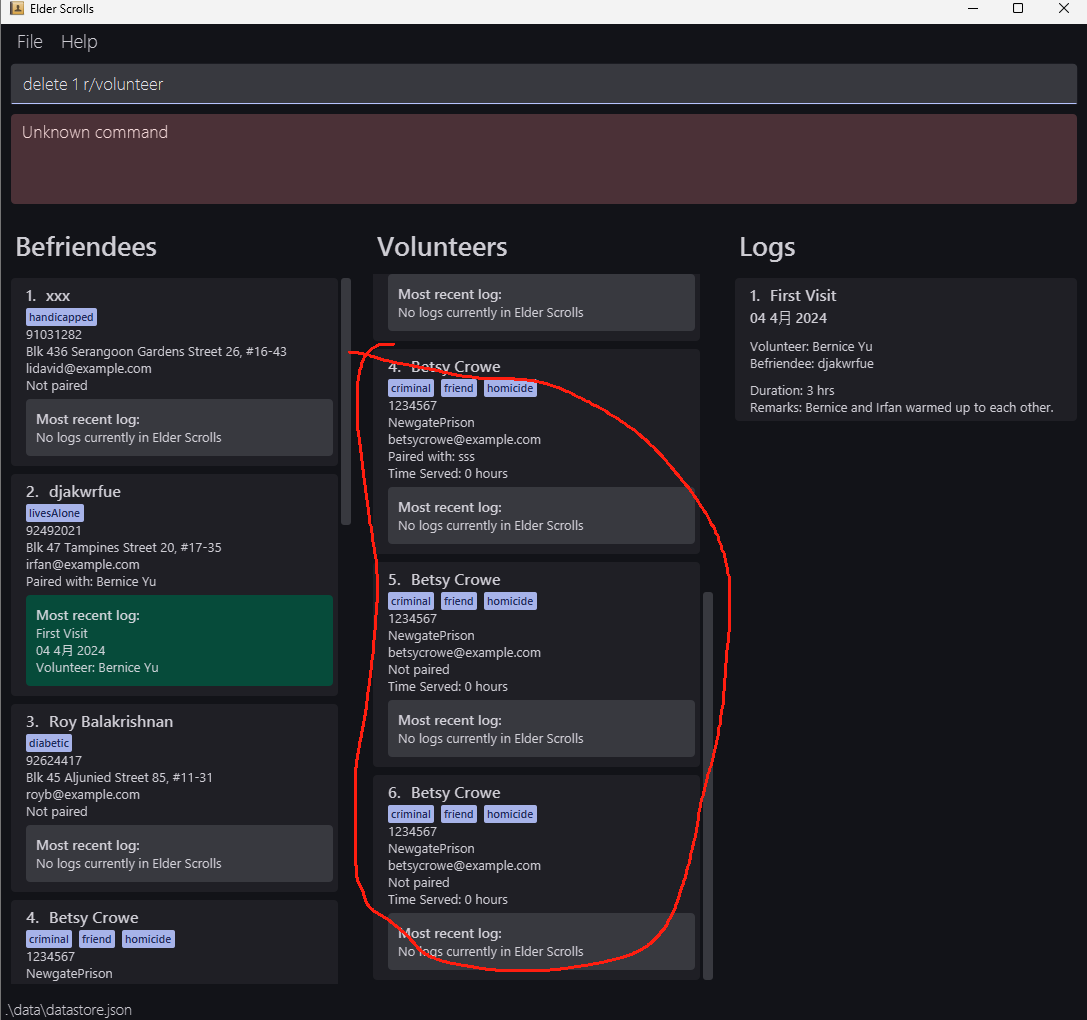 Elder Scrolls
File Help
delete 1 r/volunteer
Unknown command
Befriendees
1. xxx
handicapped
91031282
Blk 436 Serangoon Gardens Street 26, #16-43
lidavid@example.com
Not paired
Most recent log:
No logs currently in Elder Scrolls
2. djakwrfue
livesAlone
92492021
Blk 47 Tampines Street 20, #17-35
irfan@example.com
Paired with: Bernice Yu
Most recent log:
First Visit
04 4月 2024
Volunteer: Bernice Yu
3. Roy Balakrishnan
diabetic
92624417
Blk 45 Aljunied Street 85, #11-31
royb@example.com
Not paired
Most recent log:
No logs currently in Elder Scrolls
4. Betsy Crowe
criminal friend homicide
1234567
NewgatePrison
Volunteers
Most recent log:
No logs currently in Elder Scrolls
4. Betsy Crowe
criminal friend homicide
1234567
NewgatePrison
betsycrowe@example.com
Paired with: sss
Time Served: 0 hours
Most recent log:
No logs currently in Elder Scrolls
5. Betsy Crowe
criminal friend homicide
1234567
NewgatePrison
betsycrowe@example.com
Not paired
Time Served: 0 hours
Most recent log:
No logs currently in Elder Scrolls
6. Betsy Crowe
criminal friend homicide
1234567
NewgatePrison
betsycrowe@example.com
Not paired
Time Served: 0 hours
Most recent log:
No logs currently in Elder Scrolls
Logs
1. First Visit
04 4月 2024
Volunteer: Bernice Yu
Befriendee: djakwrfue
Duration: 3 hrs
Remarks: Bernice and Irfan warmed up to each other.
.\data\datastore.json